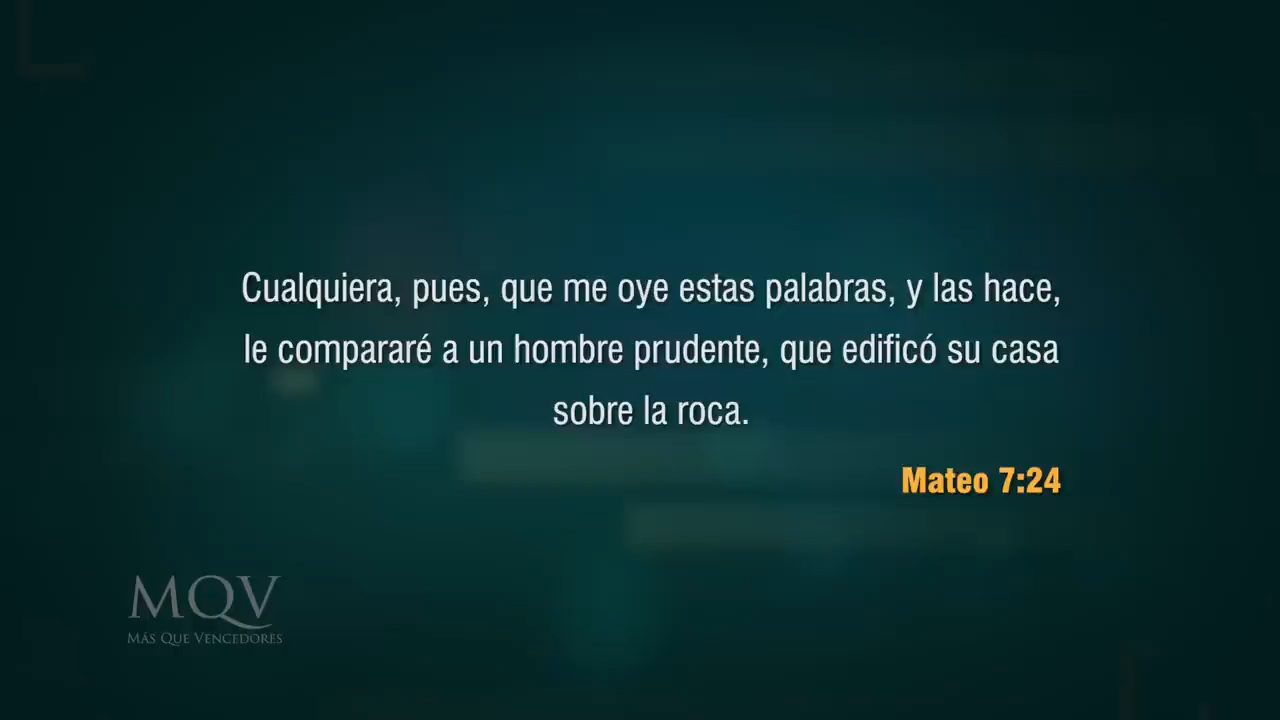 Cualquiera, pues, que me oye estas palabras, y las hace,
le compararé a un hombre prudente, que edificó su casa
sobre la roca.
Mateo 7:24
MQV
Más Que Vencedores